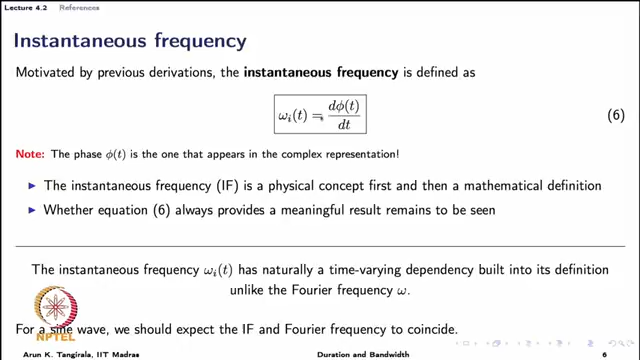 Lecture 4.2 References
Instantaneous frequency
Motivated by previous derivations, the instantaneous frequency is defined as
ω_i(t) = dφ(t)/dt (6)
Note: The phase φ(t) is the one that appears in the complex representation!
▶ The instantaneous frequency (IF) is a physical concept first and then a mathematical definition
▶ Whether equation (6) always provides a meaningful result remains to be seen
The instantaneous frequency ω_i(t) has naturally a time-varying dependency built into its definition
unlike the Fourier frequency ω.
For a sine wave, we should expect the IF and Fourier frequency to coincide.
NPTEL
Arun K. Tangirala, IIT Madras Duration and Bandwidth 6